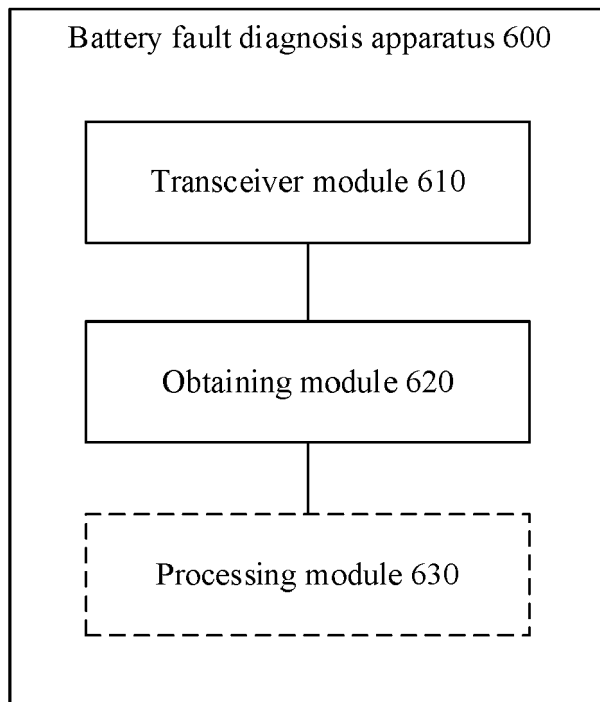 Battery fault diagnosis apparatus 600
Transceiver module 610
Obtaining module 620
Processing module 630